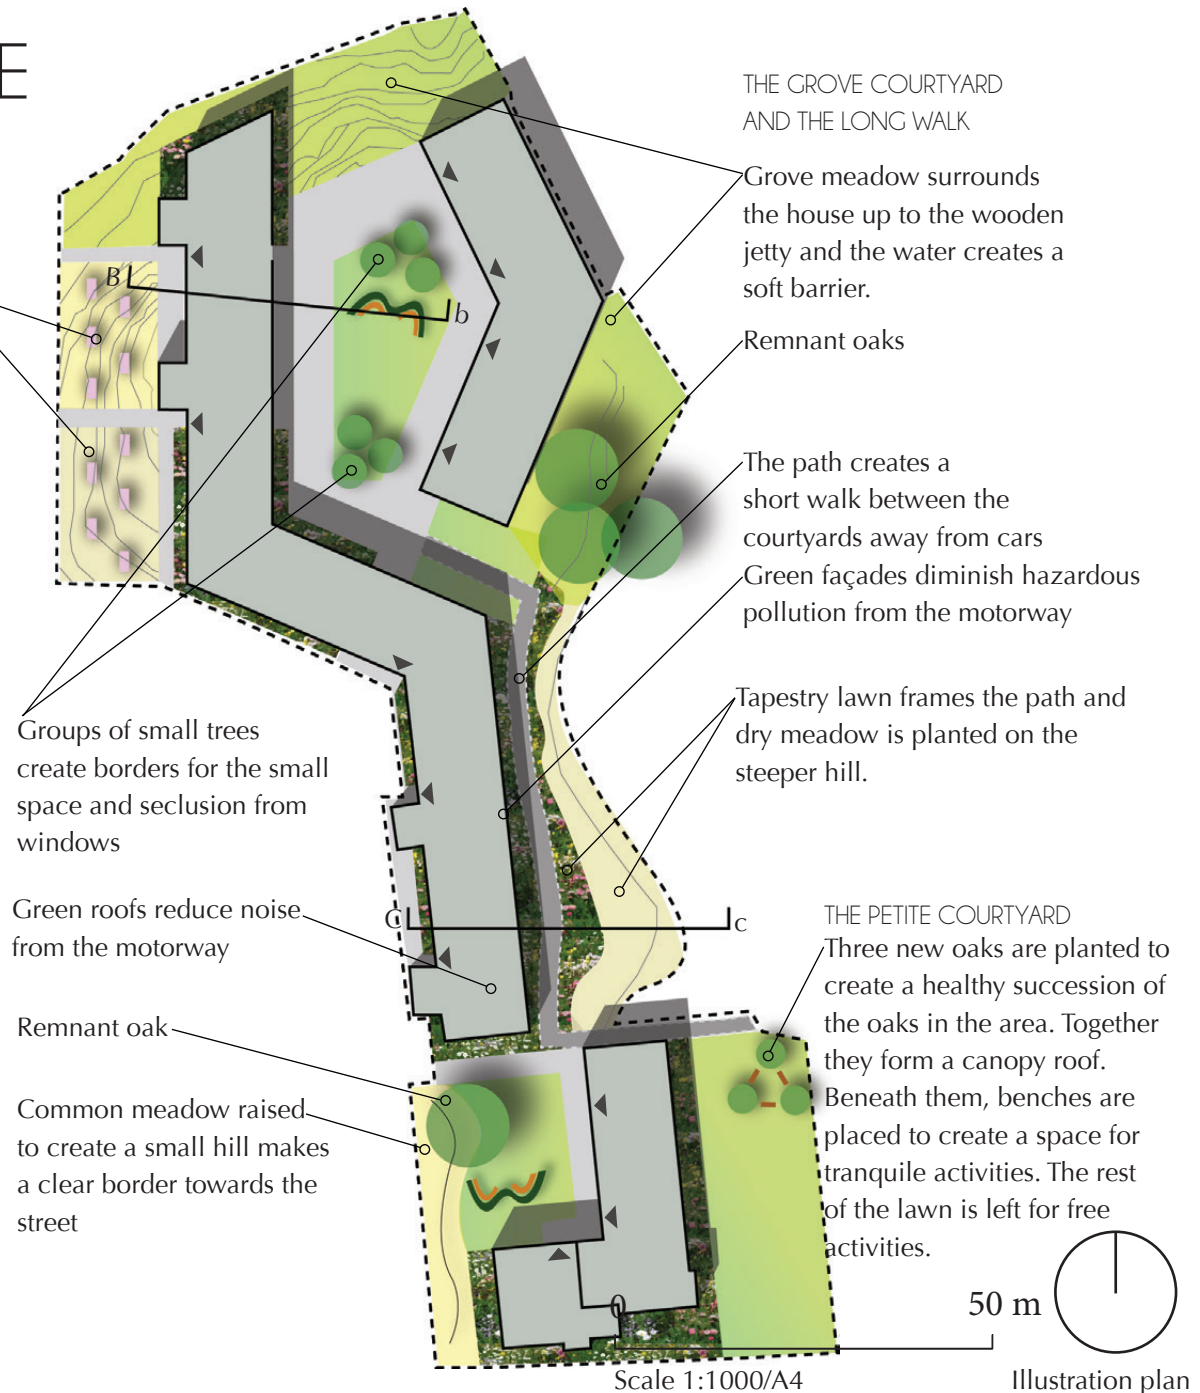 E
THE GROVE COURTYARD
AND THE LONG WALK
Grove meadow surrounds
the house up to the wooden
jetty and the water creates a
soft barrier.
Remnant oaks
The path creates a
short walk between the
courtyards away from cars
Green façades diminish hazardous
pollution from the motorway
Tapestry lawn frames the path and
dry meadow is planted on the
steeper hill.
B
b
Groups of small trees
create borders for the small
space and seclusion from
windows
Green roofs reduce noise
from the motorway
C
c
Remnant oak
Common meadow raised
to create a small hill makes
a clear border towards the
street
THE PETITE COURTYARD
Three new oaks are planted to
create a healthy succession of
the oaks in the area. Together
they form a canopy roof.
Beneath them, benches are
placed to create a space for
tranquile activities. The rest
of the lawn is left for free
activities.
0
50 m
Scale 1:1000/A4
Illustration plan